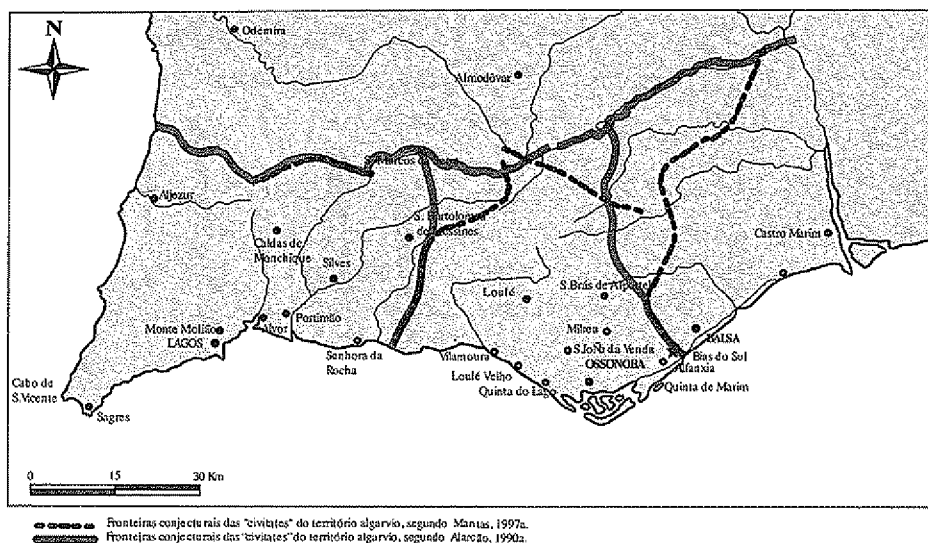 N
Odemira
Almodôvar
S. Marcos da
Aljezur
S. Bartolomeu
de Messines
Caldas de
Monchique
Castro Marim
Silves
Loulé
S. Brás de Alportel
Portimão
Alvor
Monte Molião
LAGOS
Milreu
BALSA
Senhora da
Rocha
Vilamoura
S. João da Venda
Bias do Sul
OSSONOBA
Alfanxia
Loulé Velho
Quinta do Lago
Quinta de Marim
Cabo de
S. Vicente
Sagres
0 15 30 Km
Fronteiras conjecturais das "civitates" do território algarvio, segundo Mantas, 1997a.
Fronteiras conjecturais das "civitates" do território algarvio, segundo Alarcão, 1990a.